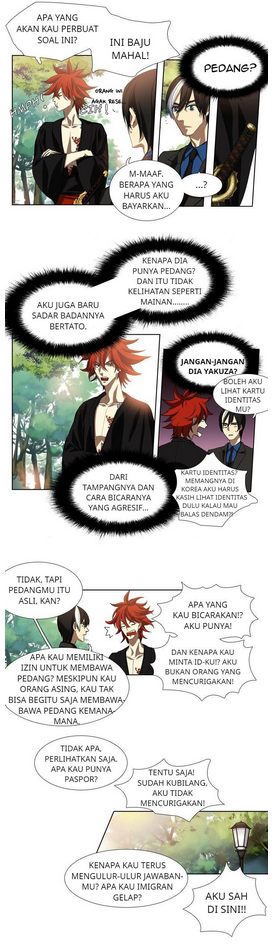 APA YANG
AKAN KAU PERBUAT
SOAL INI?
INI BAJU
MAHAL!
PEDANG?
ORANG INI
AGAK RESE
M-MAAF.
BERAPA YANG
HARUS AKU
BAYARKAN...
...?
KENAPA DIA
PUNYA PEDANG?
DAN ITU TIDAK
KELIHATAN SEPERTI
MAINAN........
AKU JUGA BARU
SADAR BADANNYA
BERTATO.
JANGAN-JANGAN
DIA YAKUZA?
BOLEH AKU
LIHAT KARTU
IDENTITAS
MU?
DARI
TAMPANGNYA DAN
CARA BICARANYA
YANG AGRESIF...
KARTU IDENTITAS?
MEMANGNYA DI
KOREA AKU HARUS
KASIH LIHAT IDENTITAS
DULU KALAU MAU
BALAS DENDAM?!
TIDAK, TAPI
PEDANGMU ITU
ASLI, KAN?
APA YANG
KAU BICARAKAN!?
AKU PUNYA!
APA KAU MEMILIKI
IZIN UNTUK MEMBAWA
PEDANG? MESKIPUN KAU
ORANG ASING, KAU TAK
BISA BEGITU SAJA MEMBAWA-
BAWA PEDANG KEMANA-
MANA.
DAN KENAPA KAU
MINTA ID-KU!? AKU
BUKAN ORANG YANG
MENCURIGAKAN!
TIDAK APA,
PERLIHATKAN SAJA.
APA KAU PUNYA
PASPOR?
TENTU SAJA!
SUDAH KUBILANG,
AKU TIDAK
MENCURIGAKAN!
KENAPA KAU TERUS
MENGULUR-ULUR JAWABAN-
MU? APA KAU IMIGRAN
GELAP?
AKU SAH
DI SINI!!